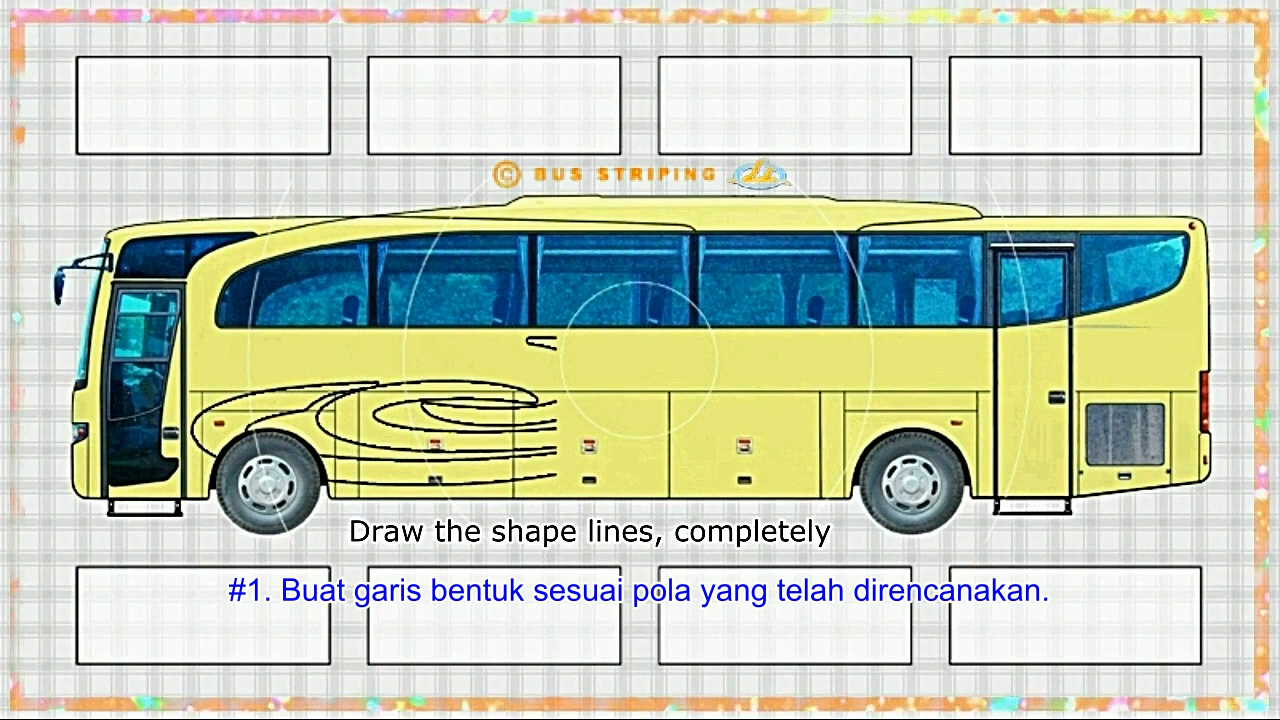 © BUS STRIPING
Draw the shape lines, completely
#1. Buat garis bentuk sesuai pola yang telah direncanakan.